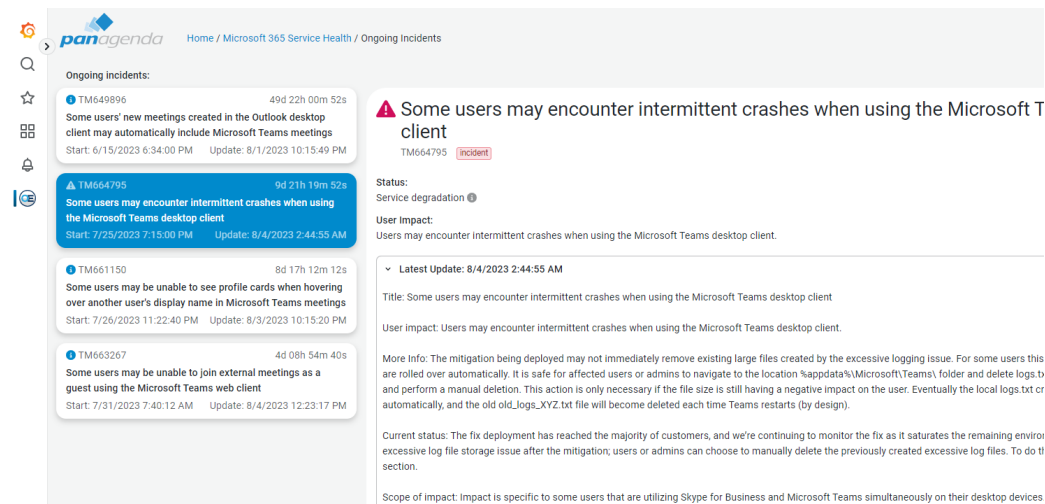 panagenda
Home / Microsoft 365 Service Health / Ongoing Incidents
Ongoing incidents:
TM649896 49d 22h 00m 52s
Some users' new meetings created in the Outlook desktop
client may automatically include Microsoft Teams meetings
Start: 6/15/2023 6:34:00 PM Update: 8/1/2023 10:15:49 PM
TM664795 9d 21h 19m 52s
Some users may encounter intermittent crashes when using
the Microsoft Teams desktop client
Start: 7/25/2023 7:15:00 PM Update: 8/4/2023 2:44:55 AM
TM661150 8d 17h 12m 12s
Some users may be unable to see profile cards when hovering
over another user's display name in Microsoft Teams meetings
Start: 7/26/2023 11:22:40 PM Update: 8/3/2023 10:15:20 PM
TM663267 4d 08h 54m 40s
Some users may be unable to join external meetings as a
guest using the Microsoft Teams web client
Start: 7/31/2023 7:40:12 AM Update: 8/4/2023 12:23:17 PM
Some users may encounter intermittent crashes when using the Microsoft T
client
TM664795 incident
Status:
Service degradation
User Impact:
Users may encounter intermittent crashes when using the Microsoft Teams desktop client.
Latest Update: 8/4/2023 2:44:55 AM
Title: Some users may encounter intermittent crashes when using the Microsoft Teams desktop client
User impact: Users may encounter intermittent crashes when using the Microsoft Teams desktop client.
More Info: The mitigation being deployed may not immediately remove existing large files created by the excessive logging issue. For some users this
are rolled over automatically. It is safe for affected users or admins to navigate to the location %appdata%\Microsoft\Teams\ folder and delete logs.tx
and perform a manual deletion. This action is only necessary if the file size is still having a negative impact on the user. Eventually the local logs.txt cr
automatically, and the old old_logs_XYZ.txt file will become deleted each time Teams restarts (by design).
Current status: The fix deployment has reached the majority of customers, and we're continuing to monitor the fix as it saturates the remaining enviro
excessive log file storage issue after the mitigation; users or admins can choose to manually delete the previously created excessive log files. To do th
section.
Scope of impact: Impact is specific to some users that are utilizing Skype for Business and Microsoft Teams simultaneously on their desktop devices